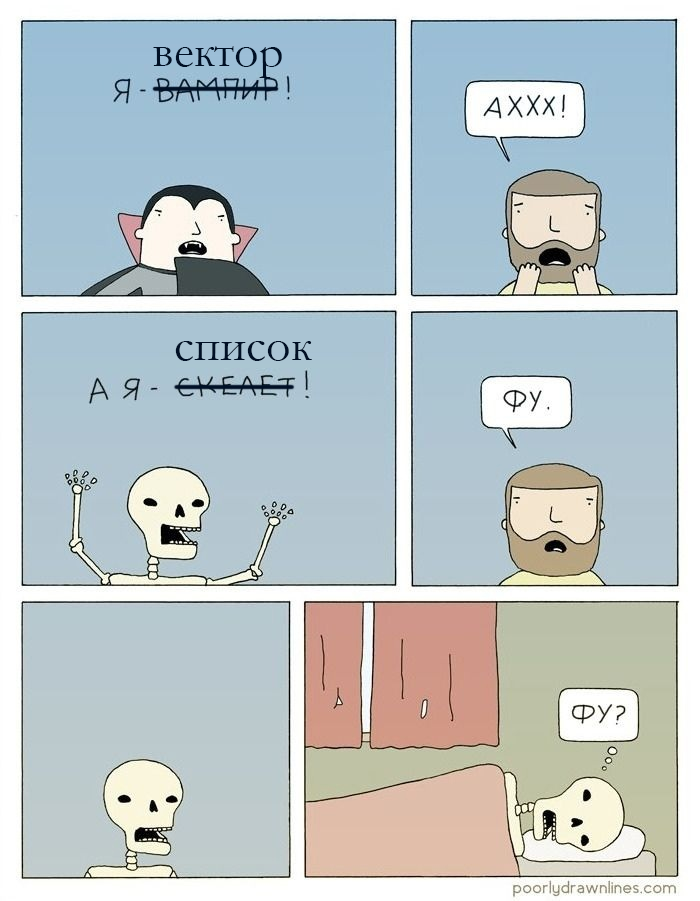 вектор
Я - ВАМПИР!
АХХХ!
список
А Я - СКЕЛЕТ!
ФУ.
ФУ?
poorlydrawnlines.com